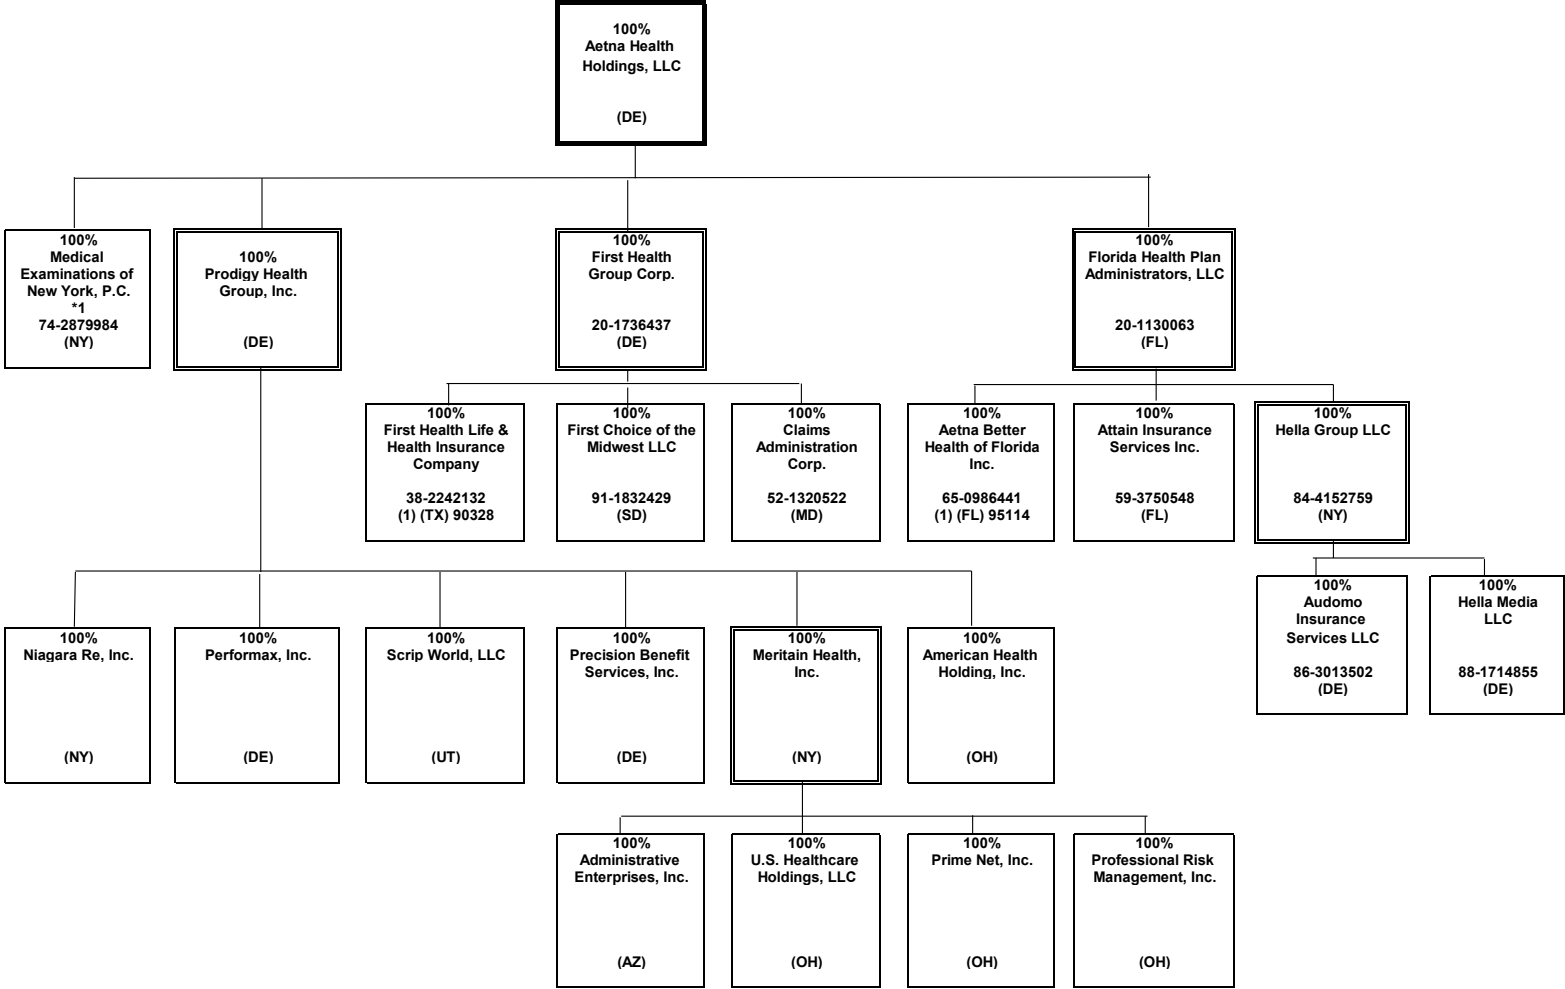 100%
Aetna Health
Holdings, LLC
(DE)
100%
Medical
Examinations of
New York, P.C.
*1
74-2879984
(NY)
100%
Prodigy Health
Group, Inc.
(DE)
100%
First Health
Group Corp.
20-1736437
(DE)
100%
Florida Health Plan
Administrators, LLC
20-1130063
(FL)
100%
First Health Life &
Health Insurance
Company
38-2242132
(1) (TX) 90328
100%
First Choice of the
Midwest LLC
91-1832429
(SD)
100%
Claims
Administration
Corp.
52-1320522
(MD)
100%
Aetna Better
Health of Florida
Inc.
65-0986441
(1) (FL) 95114
100%
Attain Insurance
Services Inc.
59-3750548
(FL)
100%
Hella Group LLC
84-4152759
(NY)
100%
Audomo
Insurance
Services LLC
86-3013502
(DE)
100%
Hella Media
LLC
88-1714855
(DE)
100%
Niagara Re, Inc.
(NY)
100%
Performax, Inc.
(DE)
100%
Scrip World, LLC
(UT)
100%
Precision Benefit
Services, Inc.
(DE)
100%
Meritain Health,
Inc.
(NY)
100%
American Health
Holding, Inc.
(OH)
100%
Administrative
Enterprises, Inc.
(AZ)
100%
U.S. Healthcare
Holdings, LLC
(OH)
100%
Prime Net, Inc.
(OH)
100%
Professional Risk
Management, Inc.
(OH)